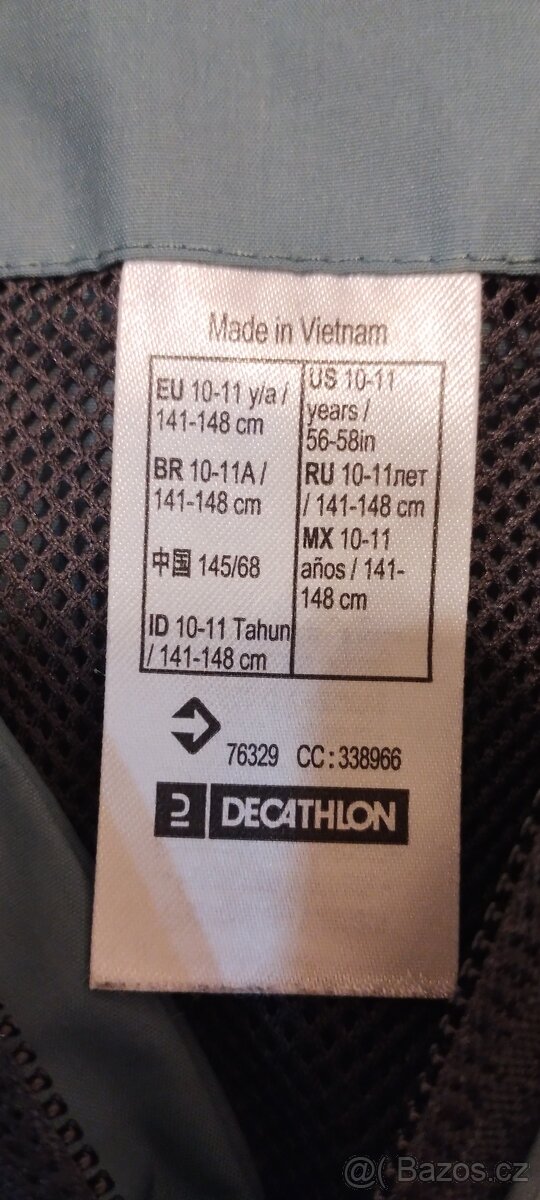 Made in Vietnam
EU 10-11 y/a /
141-148 cm
BR 10-11A /
141-148 cm
中国 145/68
ID 10-11 Tahun
/ 141-148 cm
US 10-11
years /
56-58in
RU 10-11лет
/ 141-148 cm
MX 10-11
años / 141-
148 cm
76329 CC:338966
DECATHLON
@( Bazos.cz